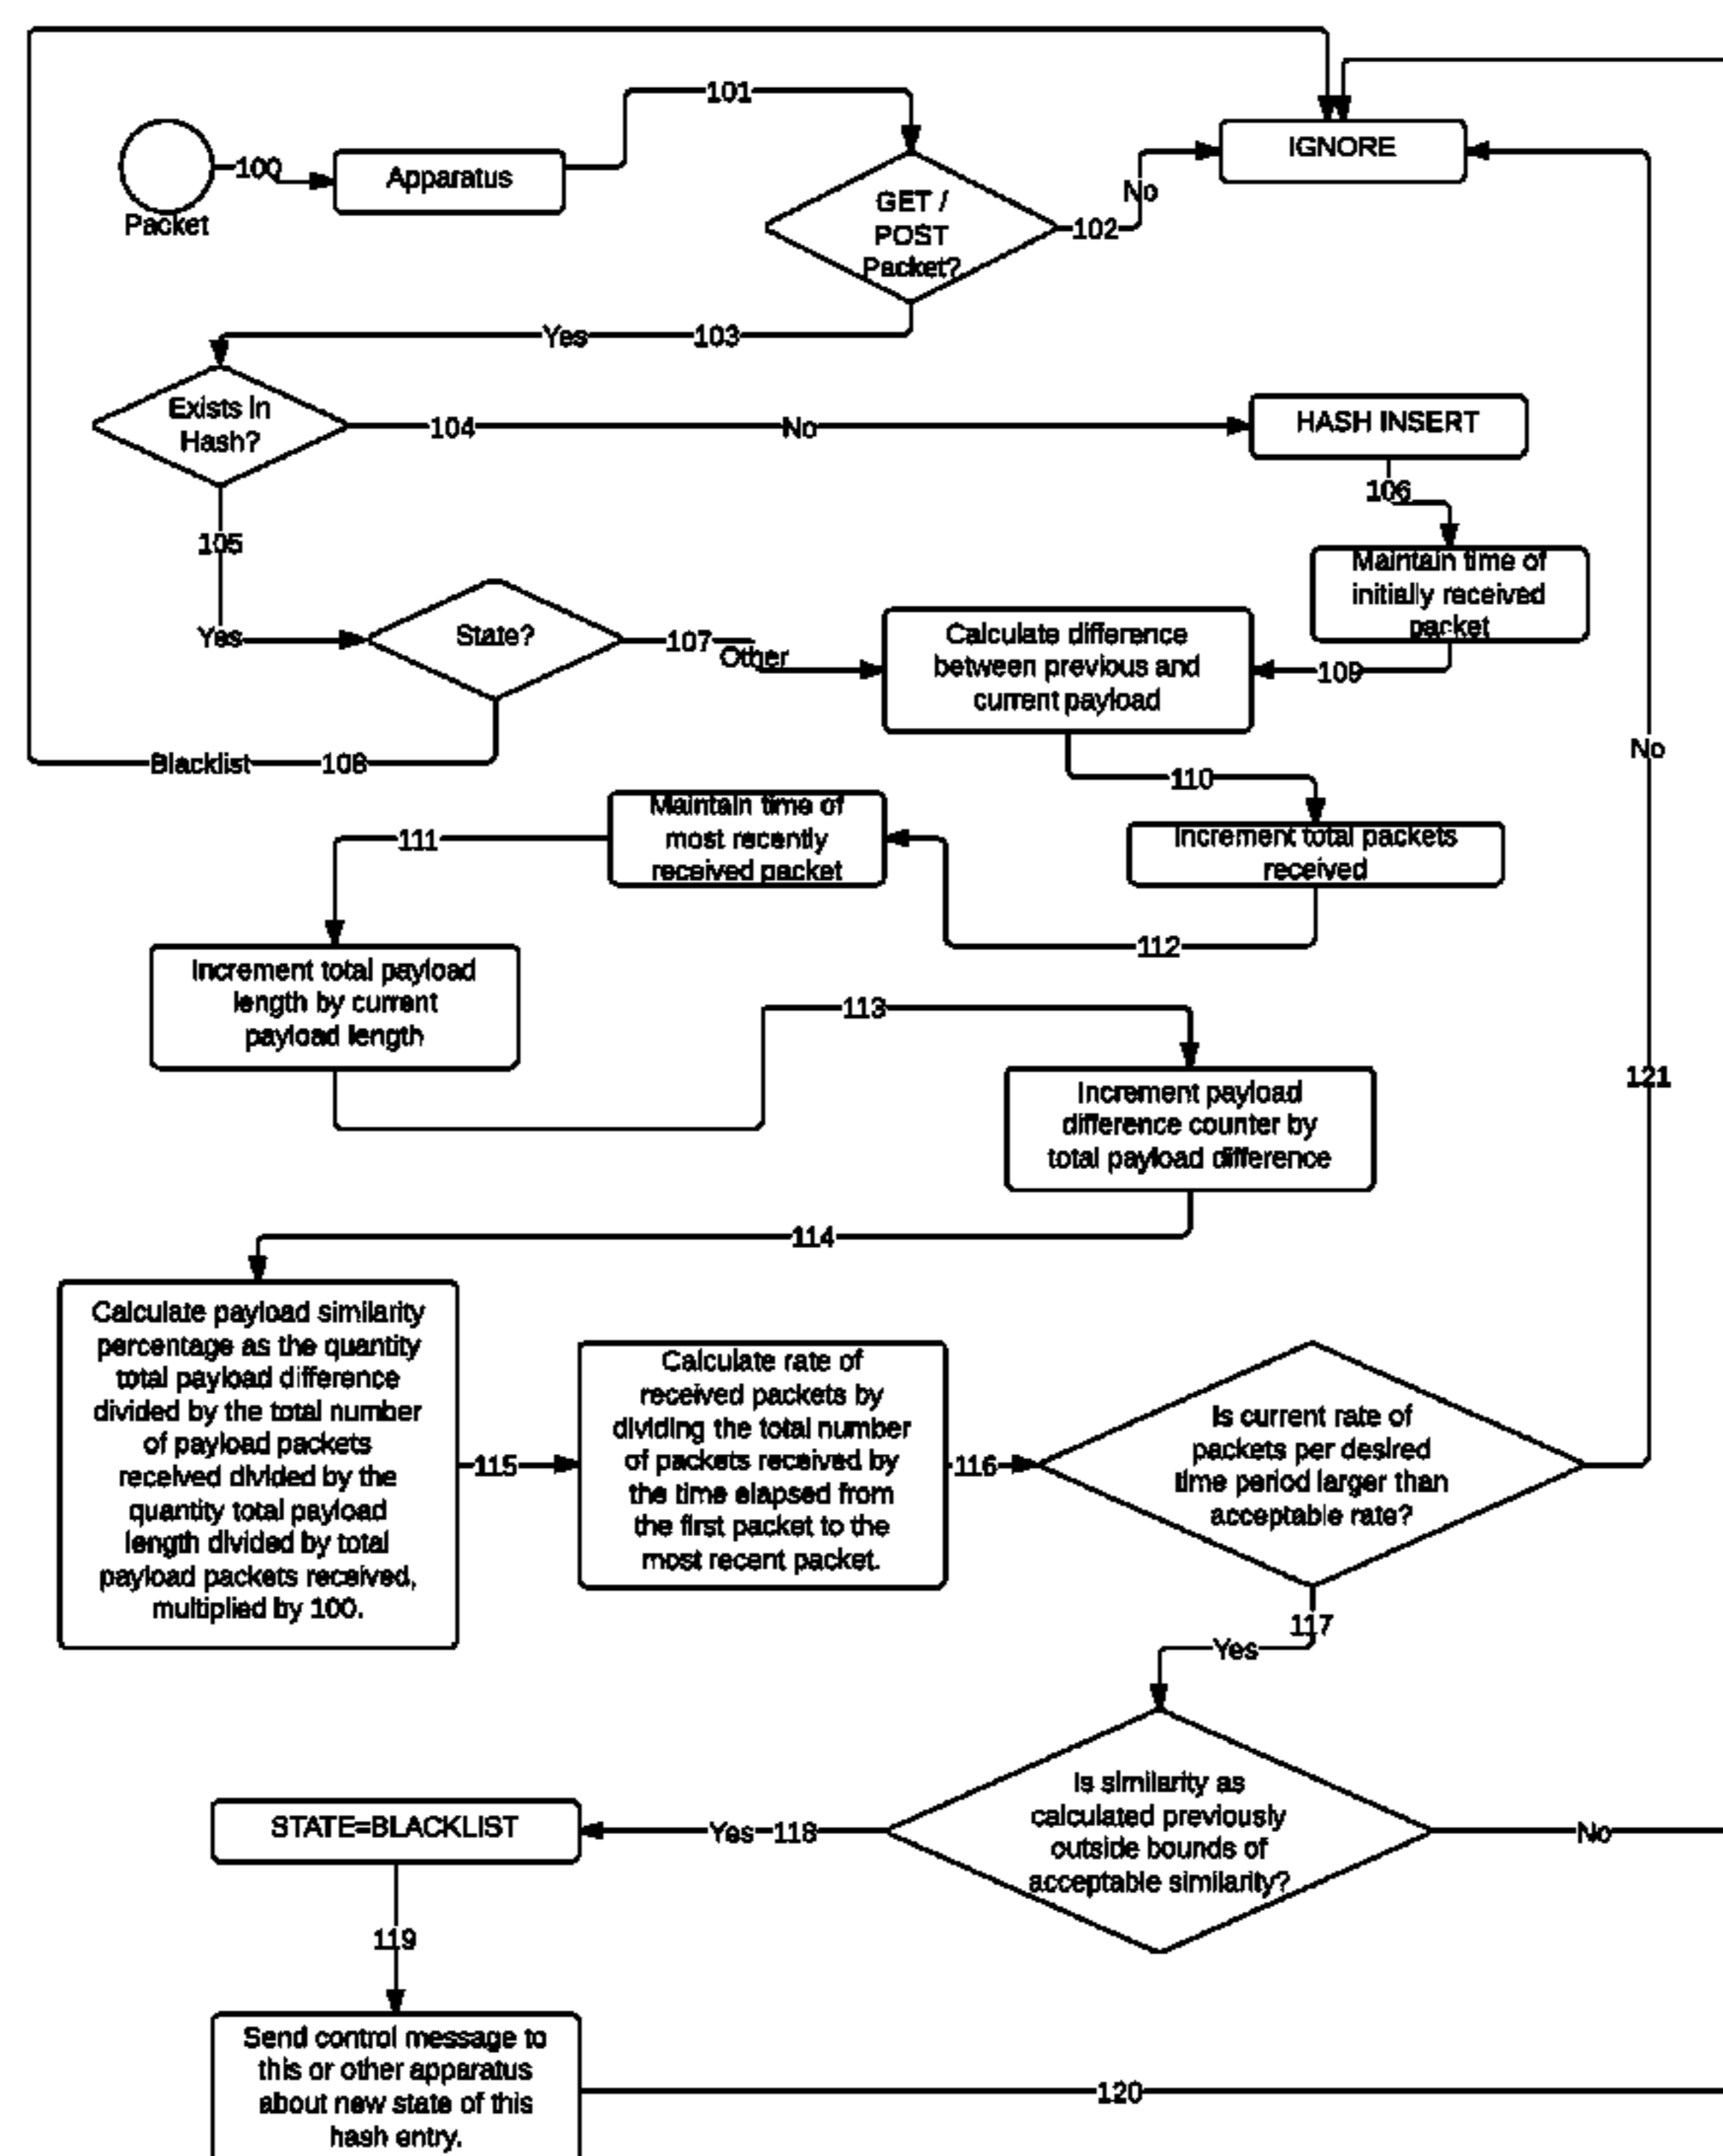 101
100
Apparatus
Packet
GET /
POST
Packet?
102
No
IGNORE
Yes
103
Exists in
Hash?
104
No
HASH INSERT
106
105
Maintain time of
initially received
packet
Yes
State?
107
Other
Calculate difference
between previous and
current payload
109
No
Blacklist
108
110
111
Maintain time of
most recently
received packet
Increment total packets
received
112
Increment total payload
length by current
payload length
113
121
Increment payload
difference counter by
total payload difference
114
Calculate payload similarity
percentage as the quantity
total payload difference
divided by the total number
of payload packets
received divided by the
quantity total payload
length divided by total
payload packets received,
multiplied by 100.
115
Calculate rate of
received packets by
dividing the total number
of packets received by
the time elapsed from
the first packet to the
most recent packet.
116
Is current rate of
packets per desired
time period larger than
acceptable rate?
117
Yes
Is similarity as
calculated previously
outside bounds of
acceptable similarity?
No
Yes
118
STATE=BLACKLIST
119
Send control message to
this or other apparatus
about new state of this
hash entry.
120